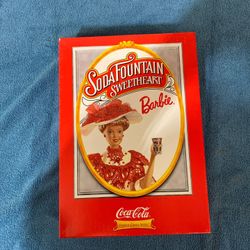 SODA FOUNTAIN
SWEETHEART
Barbie
Coca-Cola